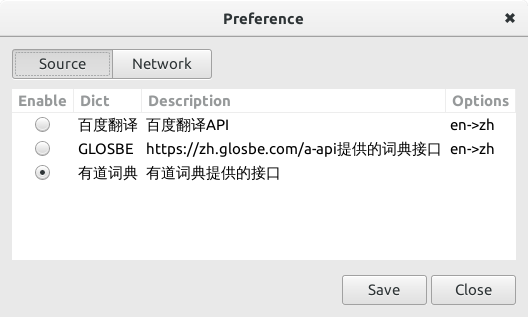 Preference
Source Network
Enable Dict Description Options
百度翻译 百度翻译API en->zh
GLOSBE https://zh.glosbe.com/a-api提供的词典接口 en->zh
有道词典 有道词典提供的接口
Save Close